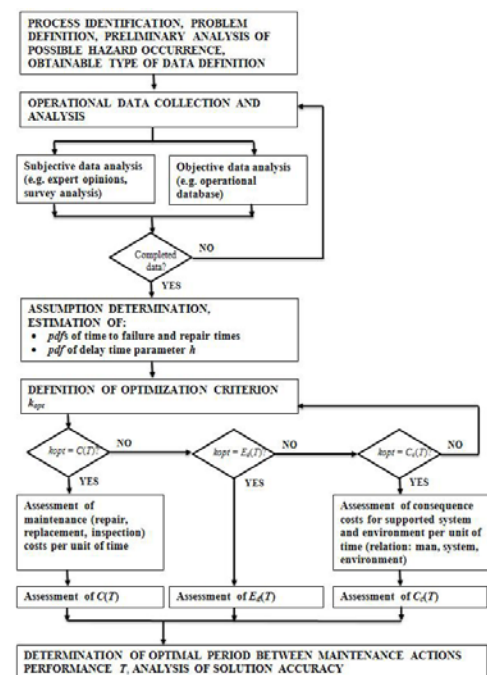 PROCESS IDENTIFICATION, PROBLEM
DEFINITION, PRELIMINARY ANALYSIS OF
POSSIBLE HAZARD OCCURRENCE,
OBTAINABLE TYPE OF DATA DEFINITION
OPERATIONAL DATA COLLECTION AND
ANALYSIS
Subjective data analysis
(e.g. expert opinions,
survey analysis)
Objective data analysis
(e.g. operational
database)
Completed
data?
NO
YES
ASSUMPTION DETERMINATION,
ESTIMATION OF:
• pdfs of time to failure and repair times
• pdf of delay time parameter h
DEFINITION OF OPTIMIZATION CRITERION
kopt
kopt = C(T)?
NO
kopt = Ed(T)?
NO
kopt = Cc(T)?
NO
YES
YES
YES
Assessment of
maintenance (repair,
replacement, inspection)
costs per unit of time
Assessment of consequence
costs for supported system
and environment per unit of
time (relation: man, system,
environment)
Assessment of C(T)
Assessment of Ed(T)
Assessment of Cc(T)
DETERMINATION OF OPTIMAL PERIOD BETWEEN MAINTENANCE ACTIONS
PERFORMANCE T, ANALYSIS OF SOLUTION ACCURACY